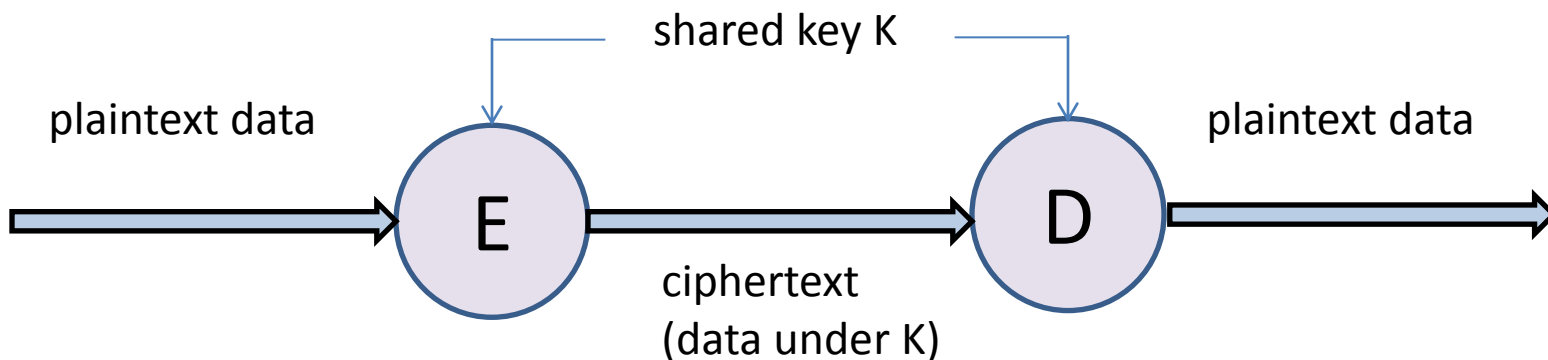 shared key K
plaintext data
plaintext data
E
D
ciphertext
(data under K)